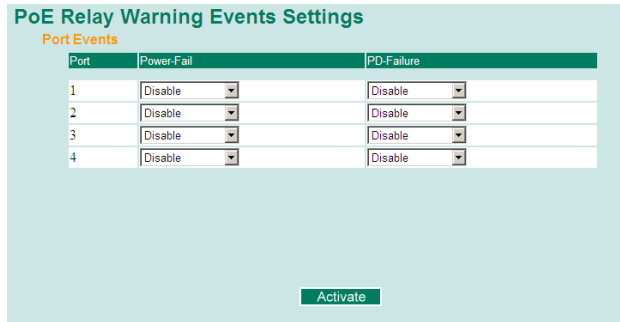 PoE Relay Warning Events Settings
Port Events
Port Power-Fail PD-Failure
1 Disable Disable
2 Disable Disable
3 Disable Disable
4 Disable Disable
Activate